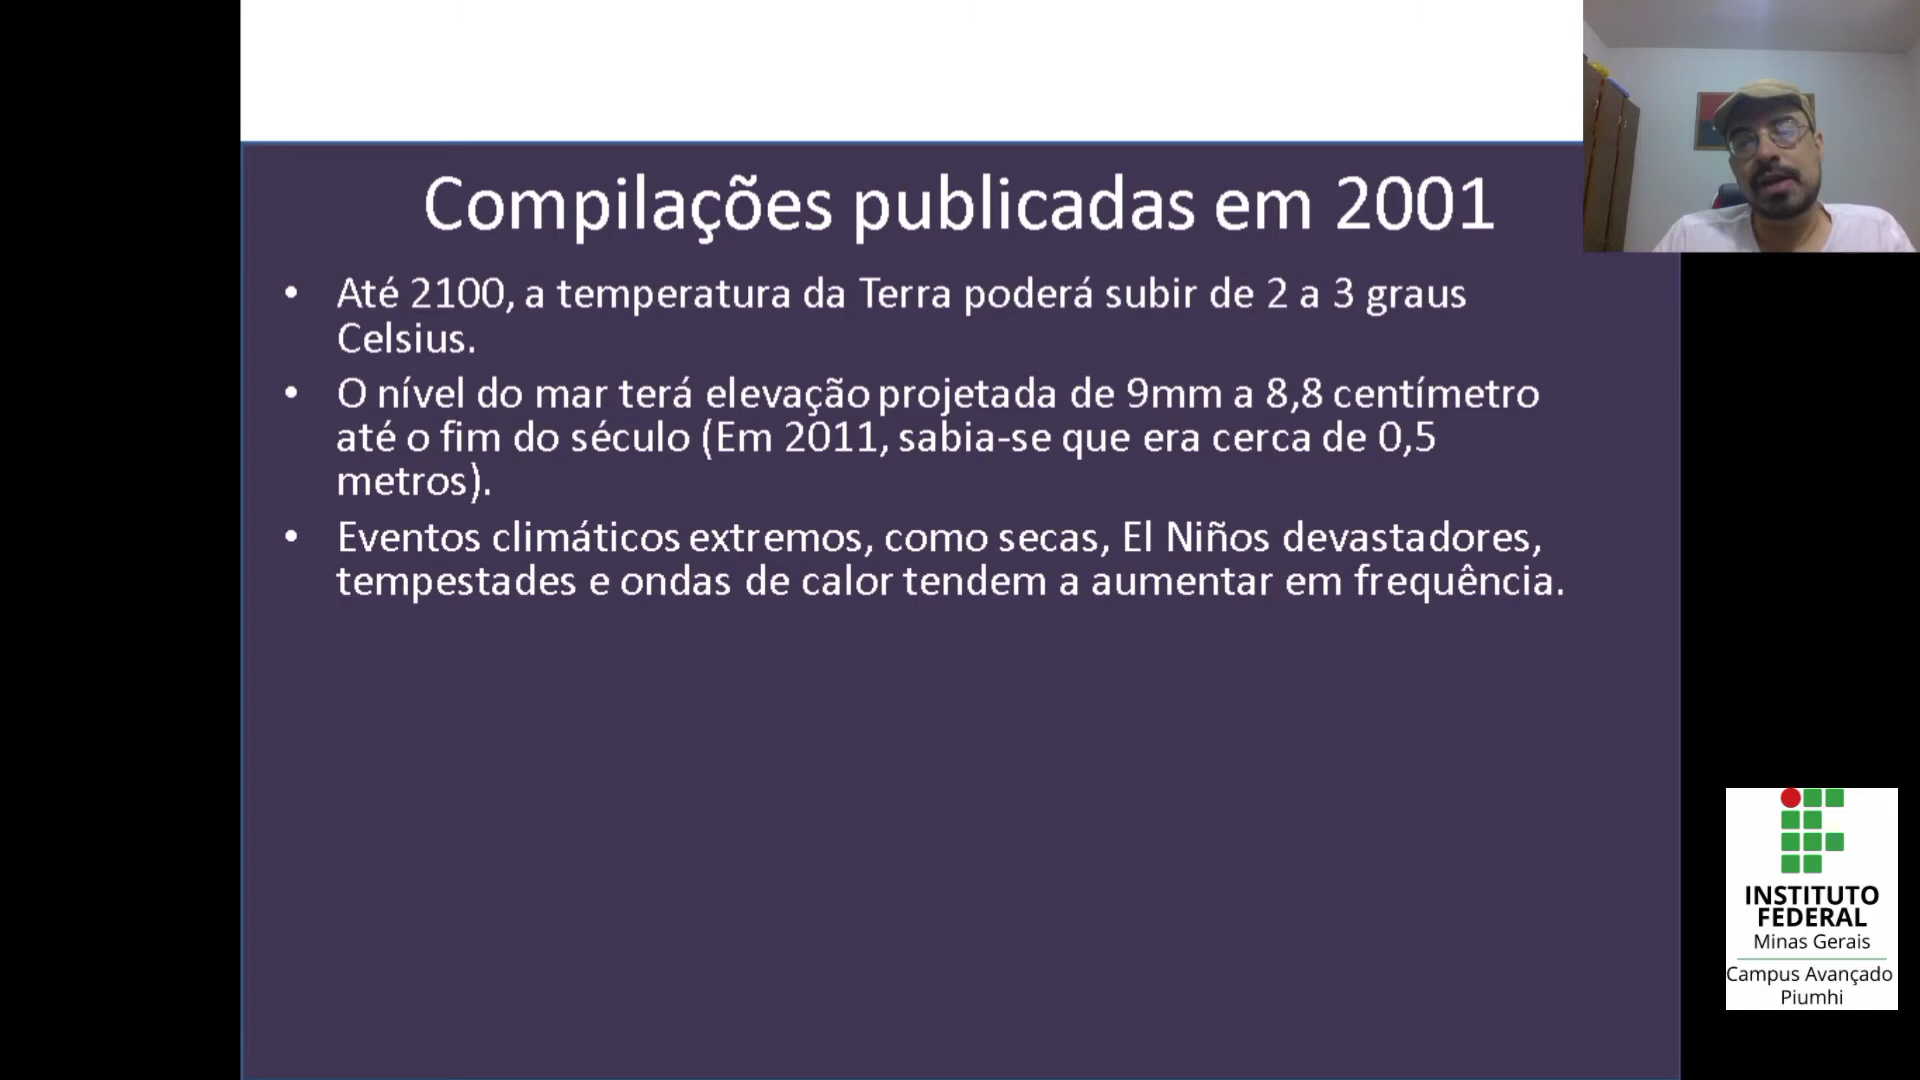 Compilações publicadas em 2001
• Até 2100, a temperatura da Terra poderá subir de 2 a 3 graus
Celsius.
• O nível do mar terá elevação projetada de 9mm a 8,8 centímetro
até o fim do século (Em 2011, sabia-se que era cerca de 0,5
metros).
• Eventos climáticos extremos, como secas, El Niños devastadores,
tempestades e ondas de calor tendem a aumentar em frequência.
INSTITUTO
FEDERAL
Minas Gerais
Campus Avançado
Piumhi